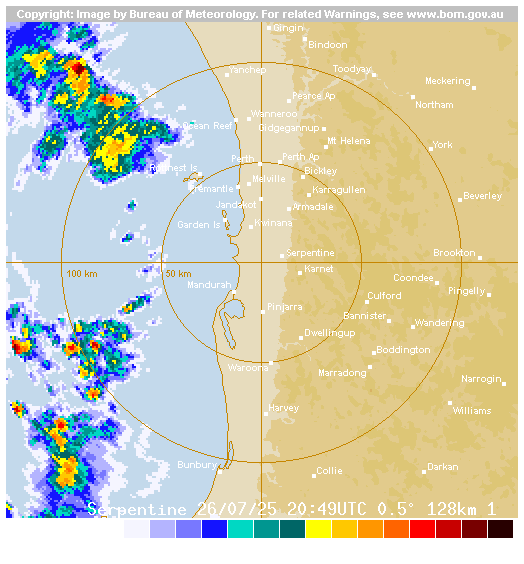 Copyright: Image by Bureau of Meteorology. For related Warnings, see www.bom.gov.au
Gingin
Bindoon
Yanchep
Toodyay
Meckering
Pearce Ap
Northam
Wanneroo
Ocean Reef
Gidgegannup
Mt Helena
York
Perth
Perth Ap
Rottnest Is
Bickley
Melville
Fremantle
Karragullen
Beverley
Jandakot
Armadale
Garden Is
Kwinana
Serpentine
Brookton
100 km
50 km
Karnet
Coondee
Mandurah
Pingelly
Cufford
Pinjarra
Bannister
Wandering
Dwellingup
Boddington
Waroona
Marradong
Narrogin
Harvey
Williams
Bunbury
Collie
Darkan
Serpentine 26/07/25 20:49UTC 0.5° 128km 1